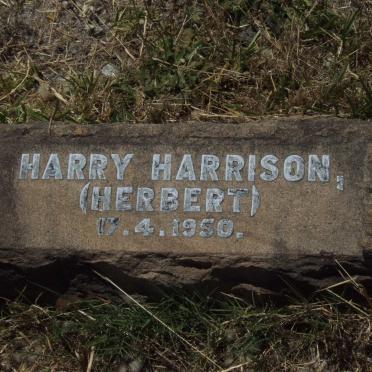 HARRY HARRISON,
(HERBERT)
17.4.1950.